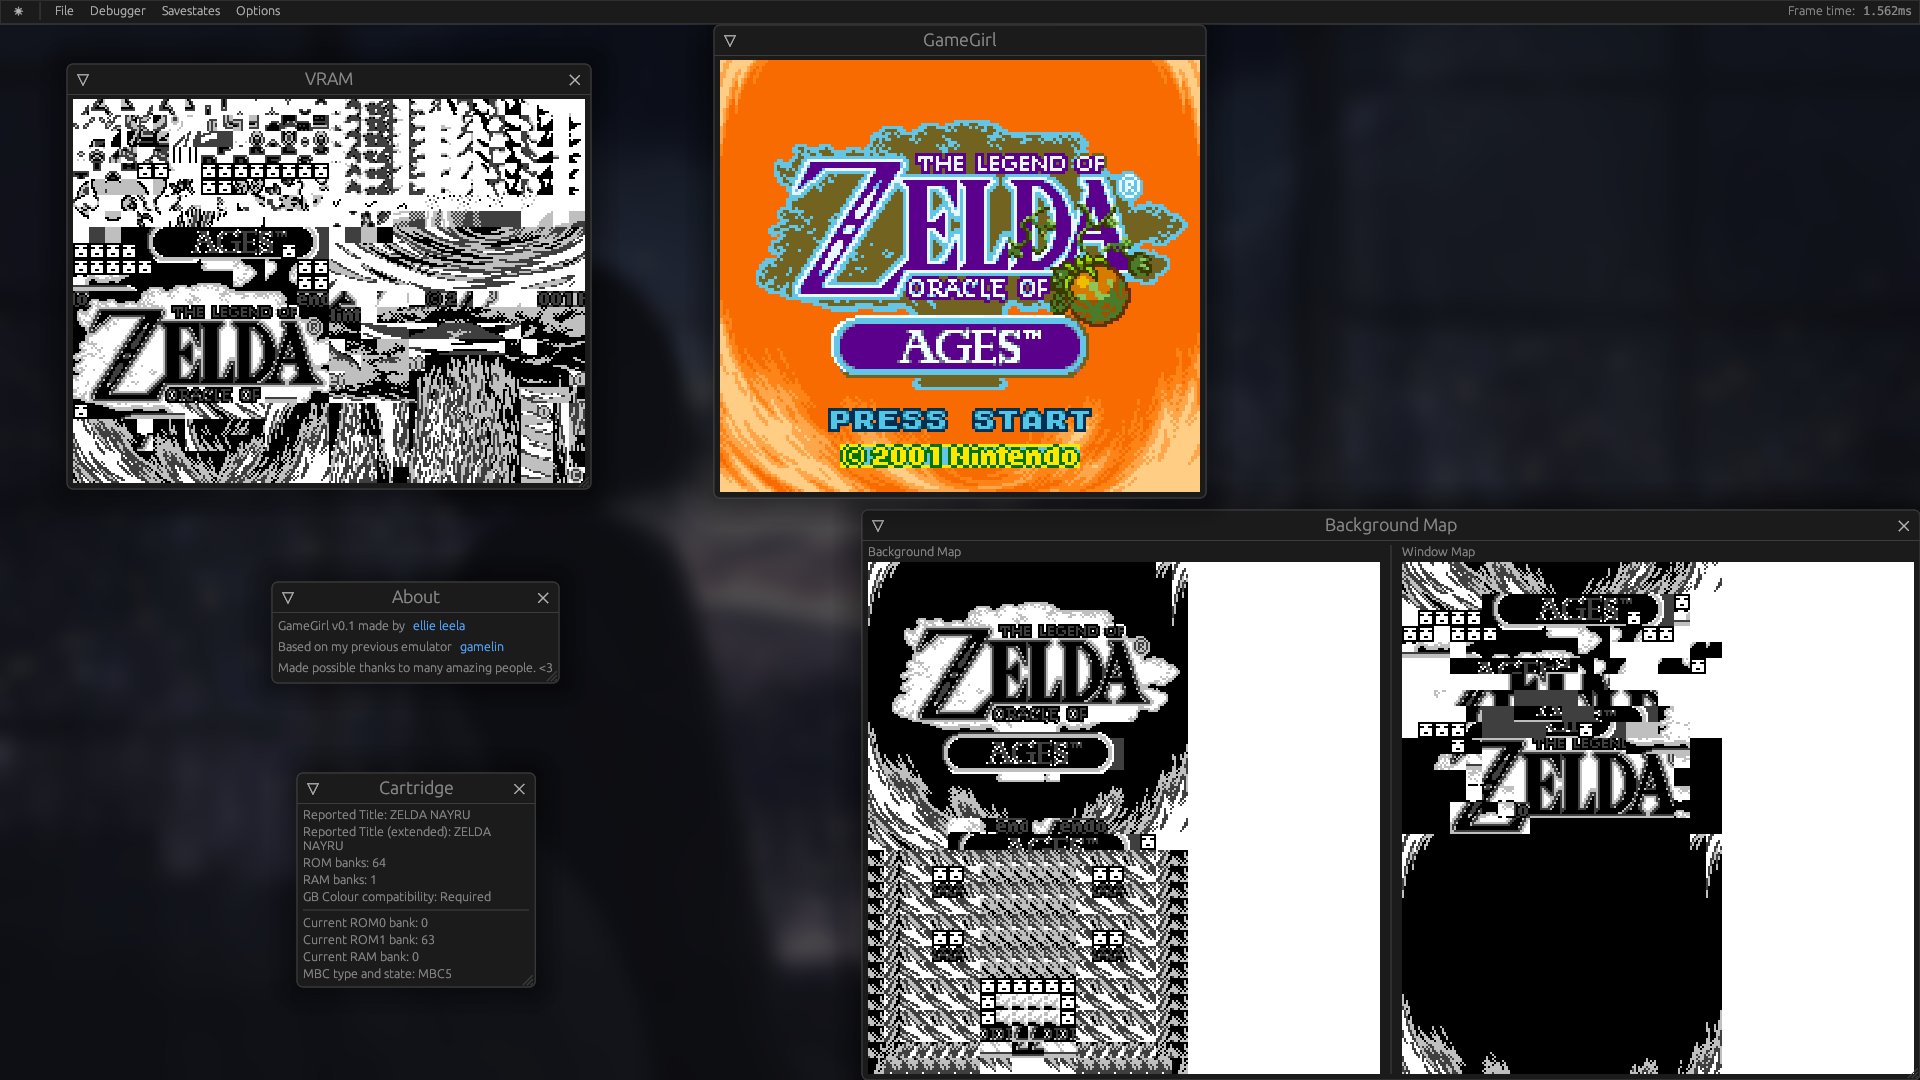 File Debugger Savestates Options Frame time: 1.562ms
GameGirl
THE LEGEND OF
ZELDA®
ORACLE OF
AGES™
PRESS START
© 2001 Nintendo
VRAM
AGES™
THE LEGEND OF
ZELDA®
ORACLE OF
About
GameGirl v0.1 made by ellie leela
Based on my previous emulator gamelin
Made possible thanks to many amazing people. <3
Cartridge
Reported Title: ZELDA NAYRU
Reported Title (extended): ZELDA
NAYRU
ROM banks: 64
RAM banks: 1
GB Colour compatibility: Required
Current ROM0 bank: 0
Current ROM1 bank: 63
Current RAM bank: 0
MBC type and state: MBC5
Background Map
Background Map
THE LEGEND OF
ZELDA®
ORACLE OF
AGES™
Window Map
AGES™
THE LEGEN
ZELDA